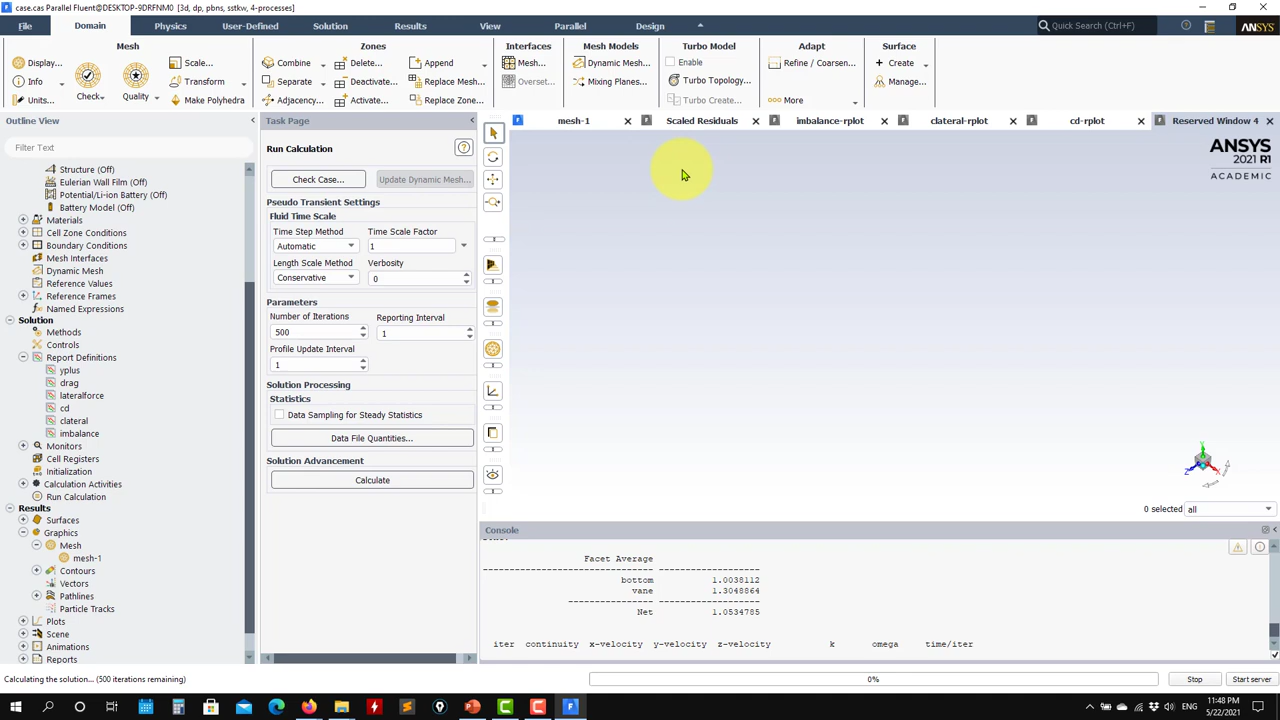 case.cas Parallel Fluent@DESKTOP-9DRFNM0 [3d, dp, pbns, sstkw, 4-processes]
File Domain Physics User-Defined Solution Results View Parallel Design Quick Search (Ctrl+F) ANSYS
Mesh Zones Interfaces Mesh Models Turbo Model Adapt Surface
Display... Scale... Combine Delete... Append Mesh... Dynamic Mesh... Enable Refine / Coarsen... Create
Info Check Quality Transform Separate Deactivate... Replace Mesh... Overset... Mixing Planes... Turbo Topology... Manage...
Units... Make Polyhedra Adjacency... Activate... Replace Zone... Turbo Create... More
Outline View
Filter Text
Structure (Off)
Eulerian Wall Film (Off)
Potential/Li-ion Battery (Off)
Battery Model (Off)
Materials
Cell Zone Conditions
Boundary Conditions
Mesh Interfaces
Dynamic Mesh
Reference Values
Reference Frames
Named Expressions
Solution
Methods
Controls
Report Definitions
yplus
drag
lateralforce
cd
clateral
imbalance
Monitors
Cell Registers
Initialization
Calculation Activities
Run Calculation
Results
Surfaces
Graphics
Mesh
mesh-1
Contours
Vectors
Pathlines
Particle Tracks
Plots
Scene
Animations
Reports
Task Page
Run Calculation
Check Case... Update Dynamic Mesh...
Pseudo Transient Settings
Fluid Time Scale
Time Step Method Time Scale Factor
Automatic 1
Length Scale Method Verbosity
Conservative 0
Parameters
Number of Iterations Reporting Interval
500 1
Profile Update Interval
1
Solution Processing
Statistics
Data Sampling for Steady Statistics
Data File Quantities...
Solution Advancement
Calculate
mesh-1 Scaled Residuals imbalance-rplot clateral-rplot cd-rplot Reserved Window 4
ANSYS
2021 R1
ACADEMIC
0 selected all
Console
Facet Average
bottom 1.0038112
vane 1.3048864
Net 1.0534785
iter continuity x-velocity y-velocity z-velocity k omega time/iter
Calculating the solution... (500 iterations remaining) 0% Stop Start server
ENG 11:48 PM
5/22/2021